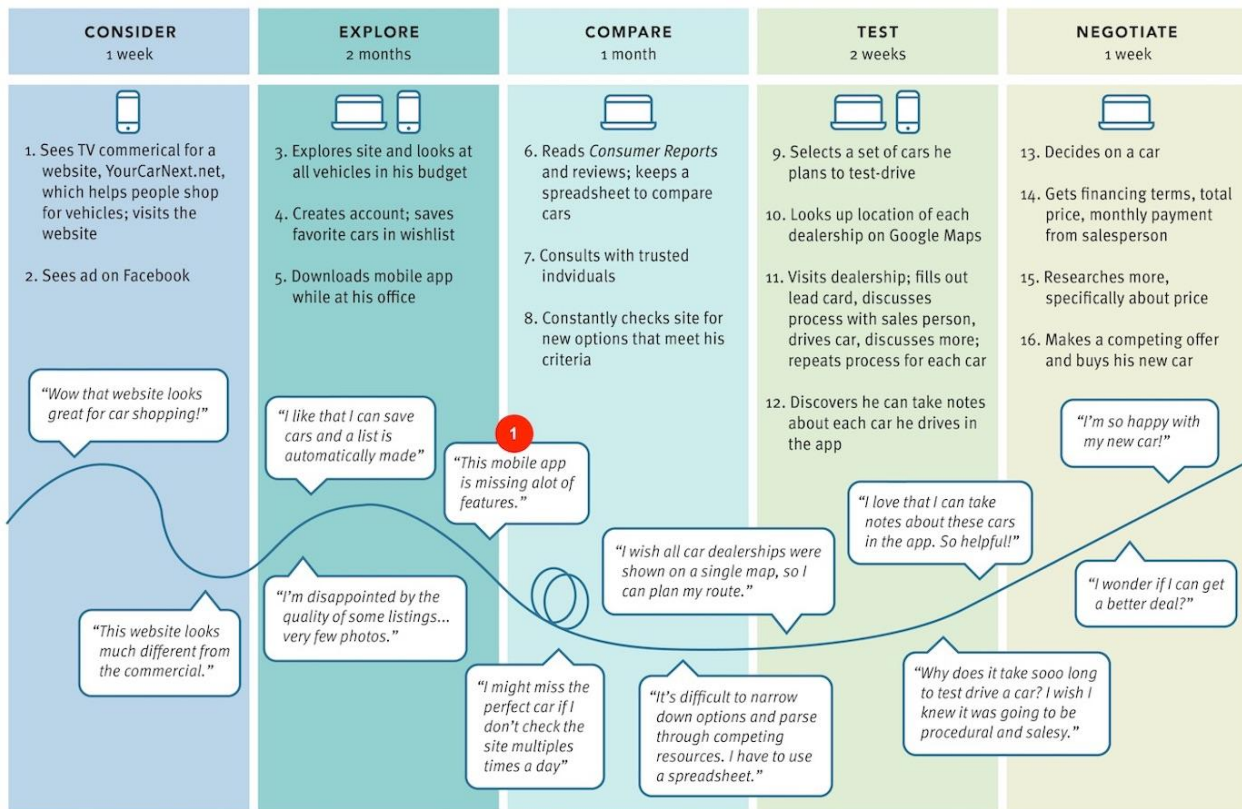 CONSIDER
1 week
EXPLORE
2 months
COMPARE
1 month
TEST
2 weeks
NEGOTIATE
1 week
1. Sees TV commerical for a
website, YourCarNext.net,
which helps people shop
for vehicles; visits the
website
2. Sees ad on Facebook
3. Explores site and looks at
all vehicles in his budget
4. Creates account; saves
favorite cars in wishlist
5. Downloads mobile app
while at his office
6. Reads Consumer Reports
and reviews; keeps a
spreadsheet to compare
cars
7. Consults with trusted
indviduals
8. Constantly checks site for
new options that meet his
criteria
9. Selects a set of cars he
plans to test-drive
10. Looks up location of each
dealership on Google Maps
11. Visits dealership; fills out
lead card, discusses
process with sales person,
drives car, discusses more;
repeats process for each car
12. Discovers he can take notes
about each car he drives in
the app
13. Decides on a car
14. Gets financing terms, total
price, monthly payment
from salesperson
15. Researches more,
specifically about price
16. Makes a competing offer
and buys his new car
“Wow that website looks
great for car shopping!”
“This website looks
much different from
the commercial.”
“I like that I can save
cars and a list is
automatically made”
“I’m disappointed by the
quality of some listings...
very few photos.”
1
“This mobile app
is missing alot of
features.”
“I might miss the
perfect car if I
don’t check the
site multiples
times a day”
“It’s difficult to narrow
down options and parse
through competing
resources. I have to use
a spreadsheet.”
“I wish all car dealerships were
shown on a single map, so I
can plan my route.”
“I love that I can take
notes about these cars
in the app. So helpful!”
“Why does it take sooo long
to test drive a car? I wish I
knew it was going to be
procedural and salesy.”
“I’m so happy with
my new car!”
“I wonder if I can get
a better deal?”